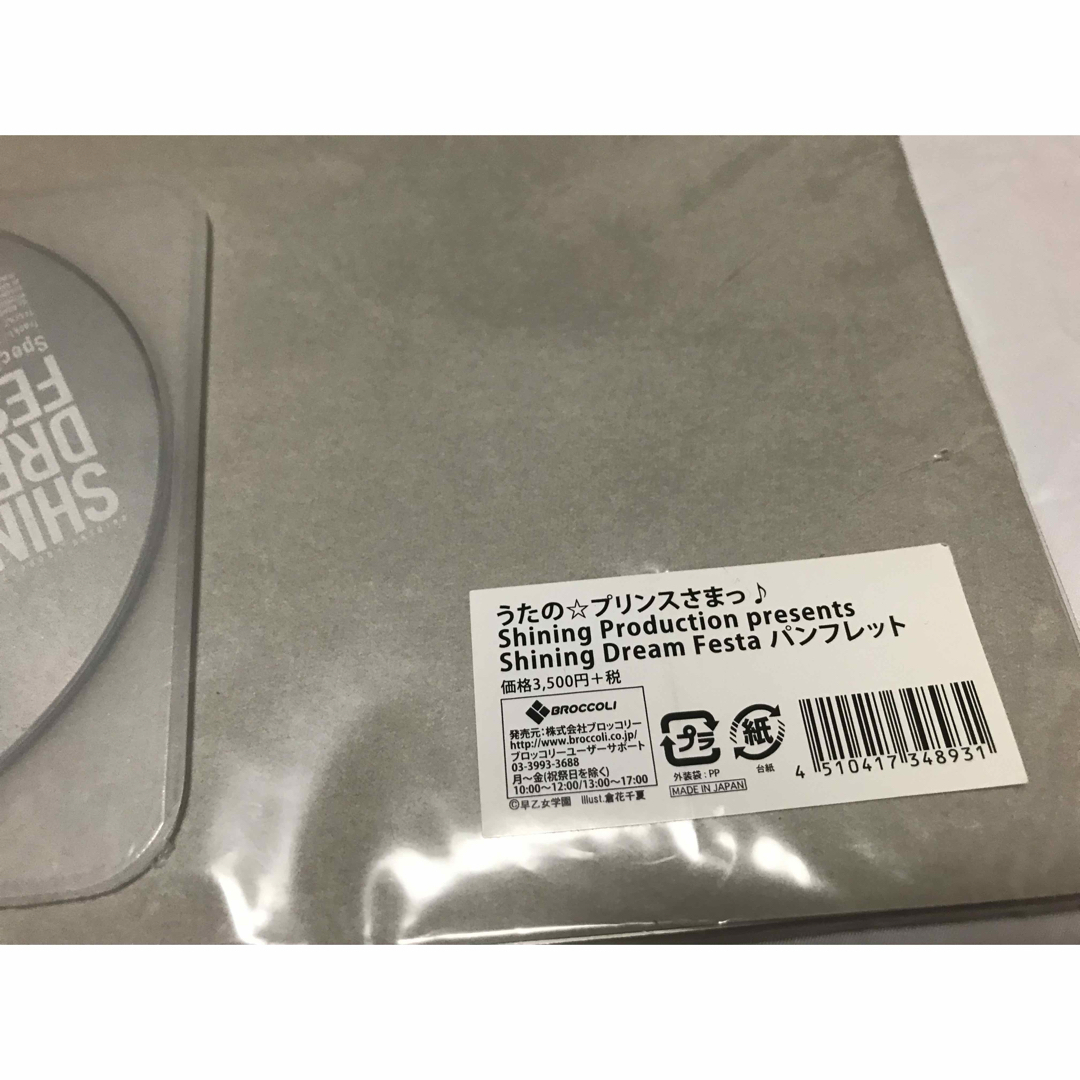 うたの☆プリンスさまっ♪
Shining Production presents
Shining Dream Festa パンフレット
価格3,500円+税
BROCCOLI
発売元:株式会社ブロッコリー
http://www.broccoli.co.jp/
ブロッコリーユーザーサポート
03-3993-3688
月~金(祝祭日を除く)
10:00~12:00/13:00~17:00
©早乙女学園 Illust.倉花千夏
プラ
外装袋:PP
MADE IN JAPAN
紙
台紙
4 510417 348931
SHIN
DRE
FES
Spec